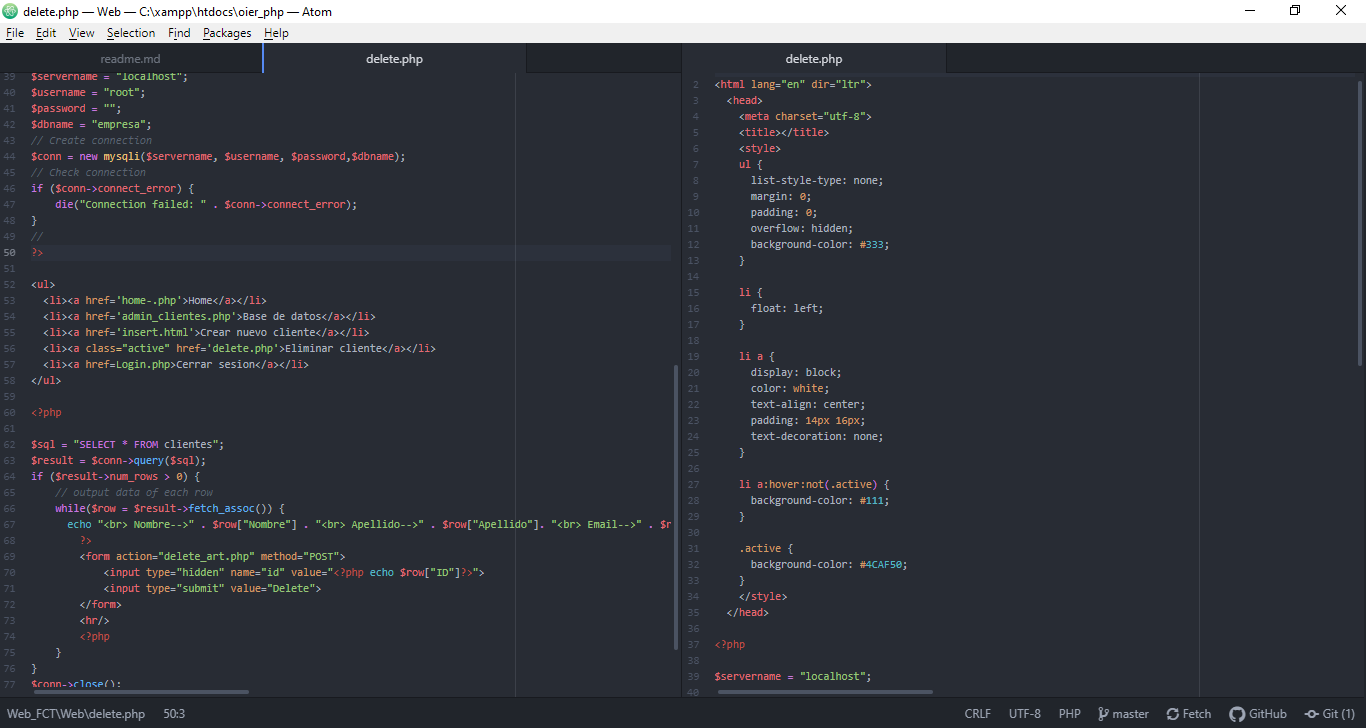 delete.php — Web — C:\xampp\htdocs\oier_php — Atom
File Edit View Selection Find Packages Help
readme.md delete.php
39 $servername = "localhost";
40 $username = "root";
41 $password = "";
42 $dbname = "empresa";
43 // Create connection
44 $conn = new mysqli($servername, $username, $password,$dbname);
45 // Check connection
46 if ($conn->connect_error) {
47 die("Connection failed: " . $conn->connect_error);
48 }
49 //
50 ?>
51
52 <ul>
53 <li><a href='home-.php'>Home</a></li>
54 <li><a href='admin_clientes.php'>Base de datos</a></li>
55 <li><a href='insert.html'>Crear nuevo cliente</a></li>
56 <li><a class="active" href='delete.php'>Eliminar cliente</a></li>
57 <li><a href=Login.php>Cerrar sesion</a></li>
58 </ul>
59
60 <?php
61
62 $sql = "SELECT * FROM clientes";
63 $result = $conn->query($sql);
64 if ($result->num_rows > 0) {
65 // output data of each row
66 while($row = $result->fetch_assoc()) {
67 echo "<br> Nombre-->" . $row["Nombre"] . "<br> Apellido-->" . $row["Apellido"]. "<br> Email-->" . $r
68 ?>
69 <form action="delete_art.php" method="POST">
70 <input type="hidden" name="id" value="<?php echo $row["ID"]?>">
71 <input type="submit" value="Delete">
72 </form>
73 <hr/>
74 <?php
75 }
76 }
77 $conn->close();
delete.php
2 <html lang="en" dir="ltr">
3 <head>
4 <meta charset="utf-8">
5 <title></title>
6 <style>
7 ul {
8 list-style-type: none;
9 margin: 0;
10 padding: 0;
11 overflow: hidden;
12 background-color: #333;
13 }
14
15 li {
16 float: left;
17 }
18
19 li a {
20 display: block;
21 color: white;
22 text-align: center;
23 padding: 14px 16px;
24 text-decoration: none;
25 }
26
27 li a:hover:not(.active) {
28 background-color: #111;
29 }
30
31 .active {
32 background-color: #4CAF50;
33 }
34 </style>
35 </head>
36
37 <?php
38
39 $servername = "localhost";
40
Web_FCT\Web\delete.php 50:3 CRLF UTF-8 PHP master Fetch GitHub Git (1)